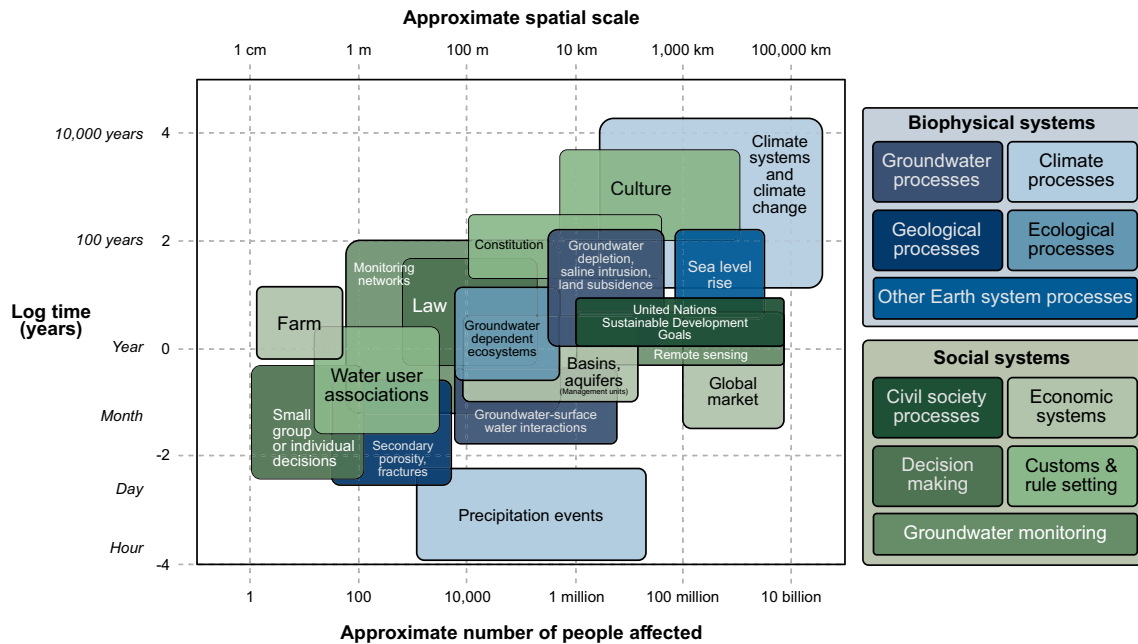 Approximate spatial scale
1 cm
1 m
100 m
10 km
1,000 km
100,000 km
Log time
(years)
10,000 years
100 years
Year
Month
Day
Hour
4
2
0
-2
-4
Climate
systems
and
climate
change
Culture
Constitution
Groundwater
depletion,
saline intrusion,
land subsidence
Sea level
rise
Monitoring
networks
Law
Farm
Groundwater
dependent
ecosystems
United Nations
Sustainable Development
Goals
Remote sensing
Basins,
aquifers
(Management units)
Global
market
Water user
associations
Small
group
or individual
decisions
Groundwater-surface
water interactions
Secondary
porosity,
fractures
Precipitation events
1
100
10,000
1 million
100 million
10 billion
Approximate number of people affected
Biophysical systems
Groundwater
processes
Climate
processes
Geological
processes
Ecological
processes
Other Earth system processes
Social systems
Civil society
processes
Economic
systems
Decision
making
Customs &
rule setting
Groundwater monitoring